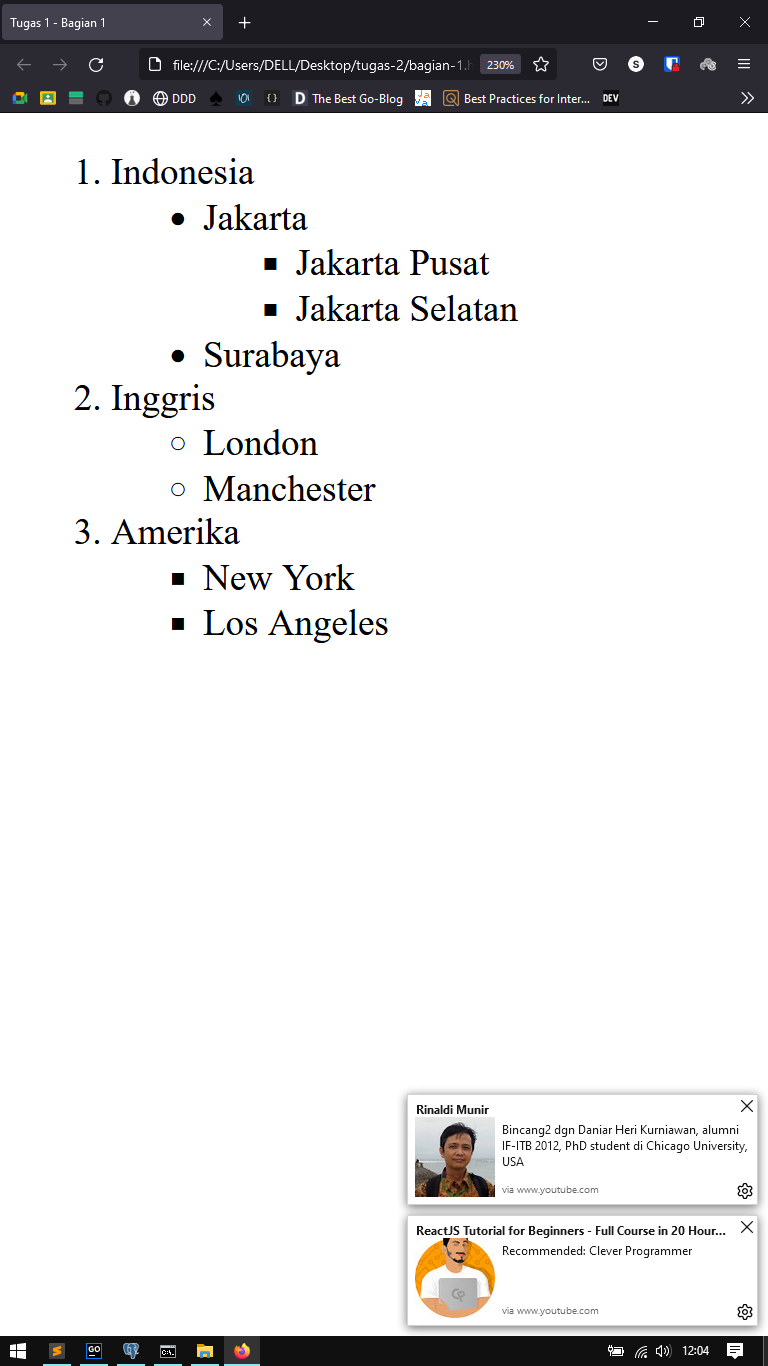 Tugas 1 - Bagian 1
file:///C:/Users/DELL/Desktop/tugas-2/bagian-1.h
230%
S
DDD
{}
D The Best Go-Blog
Ja
Va
Q Best Practices for Inter...
DEV
1. Indonesia
• Jakarta
▪ Jakarta Pusat
▪ Jakarta Selatan
• Surabaya
2. Inggris
○ London
○ Manchester
3. Amerika
▪ New York
▪ Los Angeles
Rinaldi Munir
Bincang2 dgn Daniar Heri Kurniawan, alumni
IF-ITB 2012, PhD student di Chicago University,
USA
via www.youtube.com
ReactJS Tutorial for Beginners - Full Course in 20 Hour...
Recommended: Clever Programmer
CP
via www.youtube.com
GO
C:\.
12:04